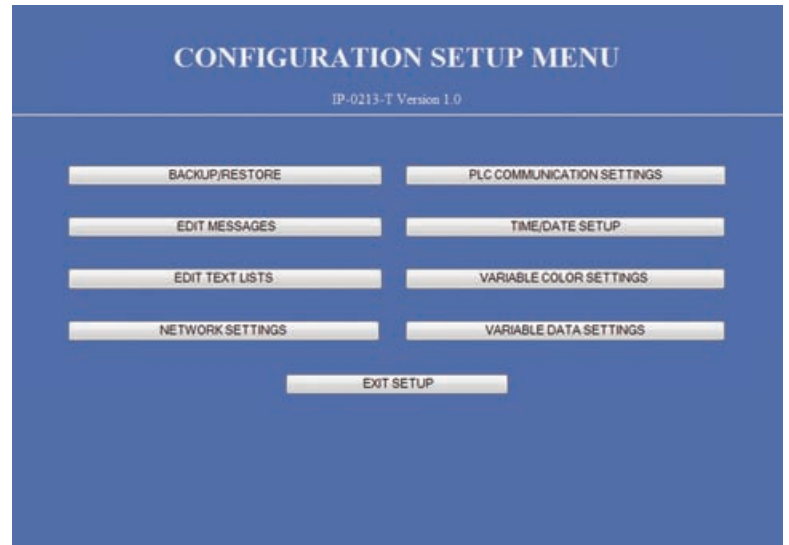 CONFIGURATION SETUP MENU
IP-0213-T Version 1.0
BACKUP/RESTORE
PLC COMMUNICATION SETTINGS
EDIT MESSAGES
TIME/DATE SETUP
EDIT TEXT LISTS
VARIABLE COLOR SETTINGS
NETWORK SETTINGS
VARIABLE DATA SETTINGS
EXIT SETUP